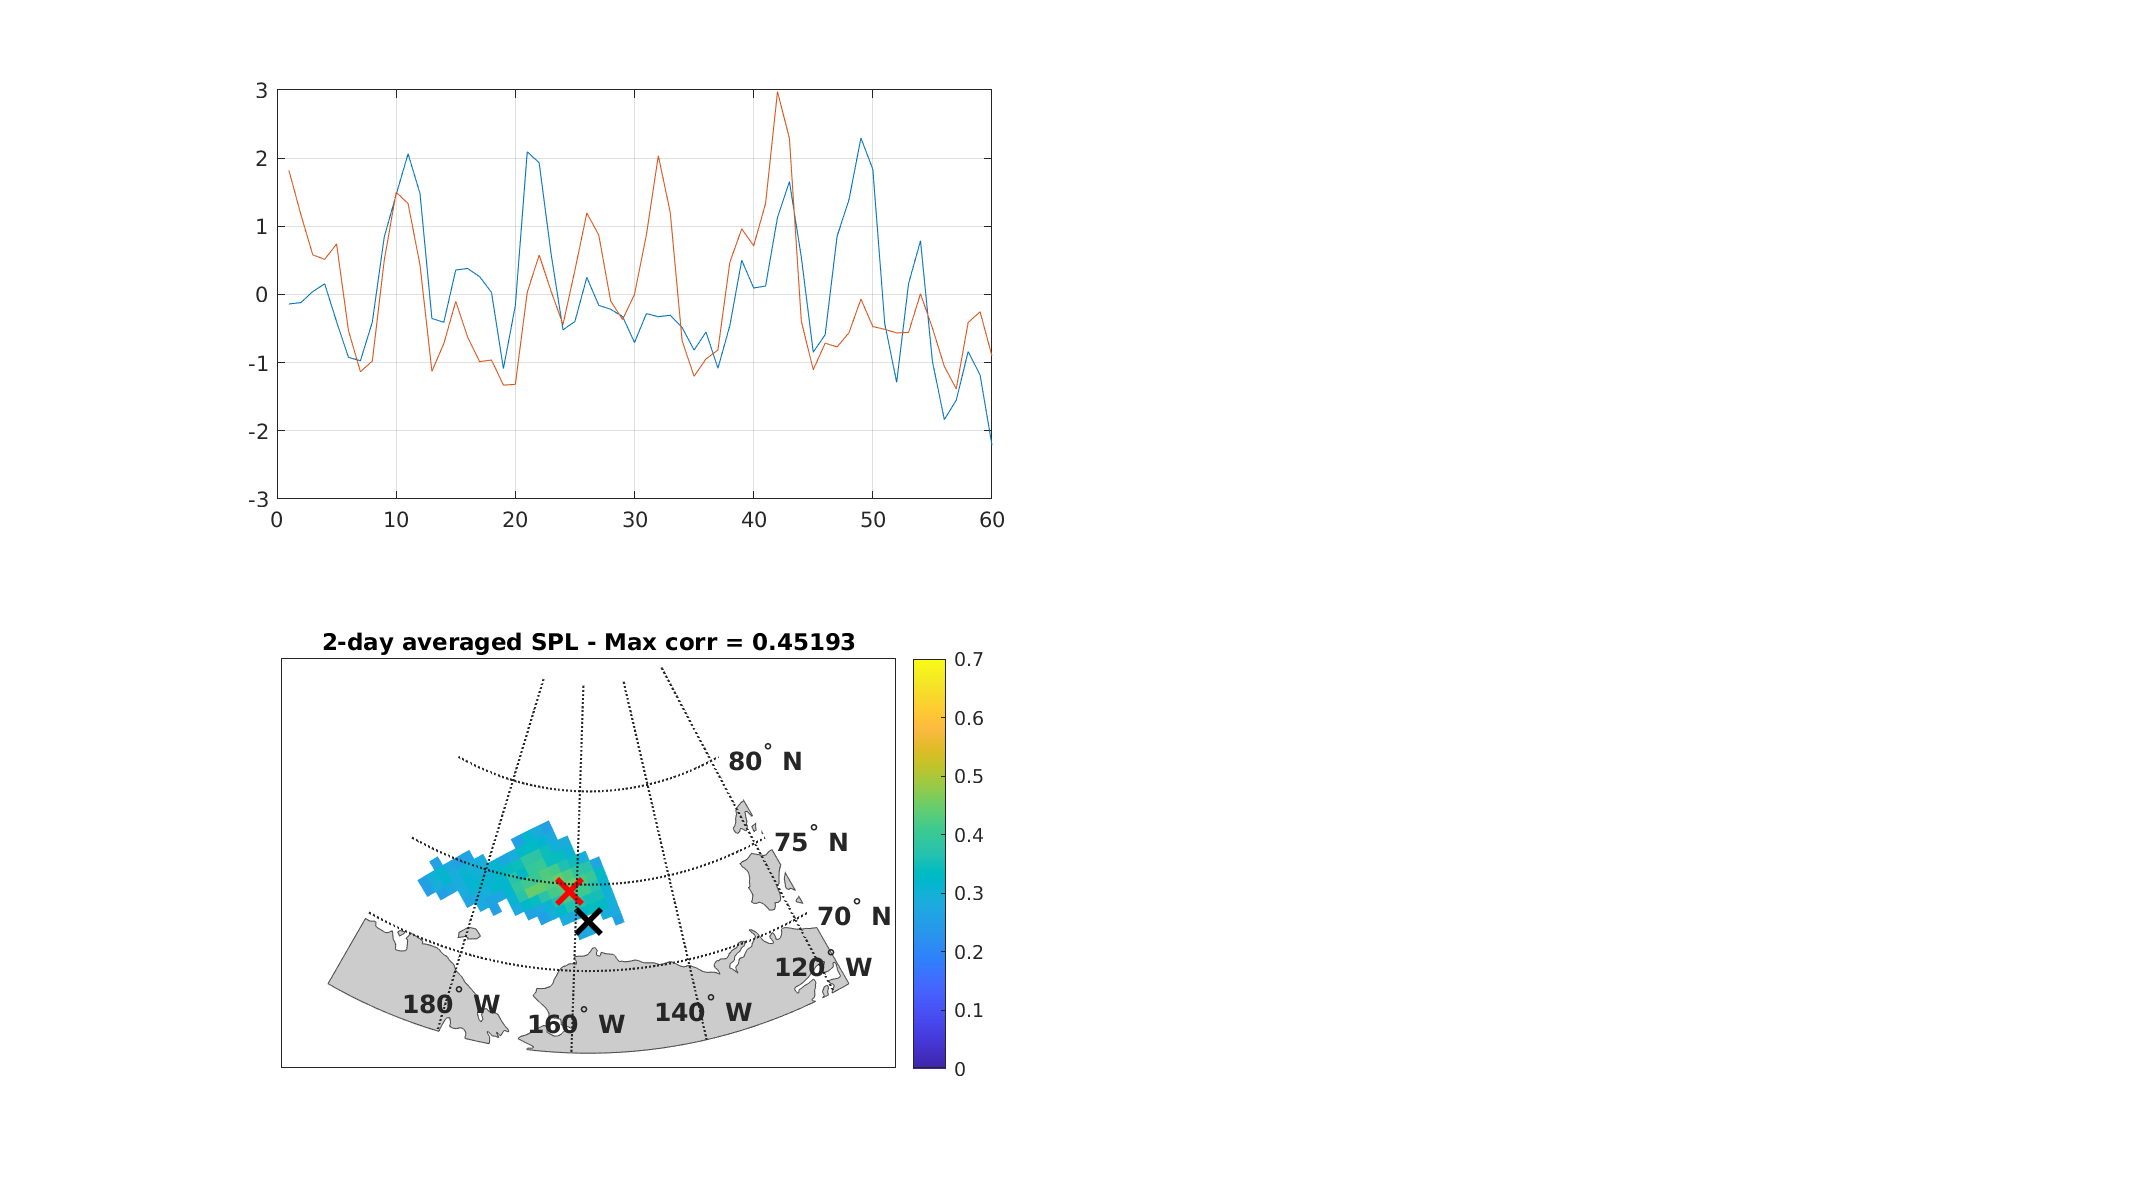 3
2
1
0
-1
-2
-3
0 10 20 30 40 50 60
2-day averaged SPL - Max corr = 0.45193
0.7
0.6
0.5
0.4
0.3
0.2
0.1
0
80° N
75° N
70° N
120° W
180° W
160° W
140° W